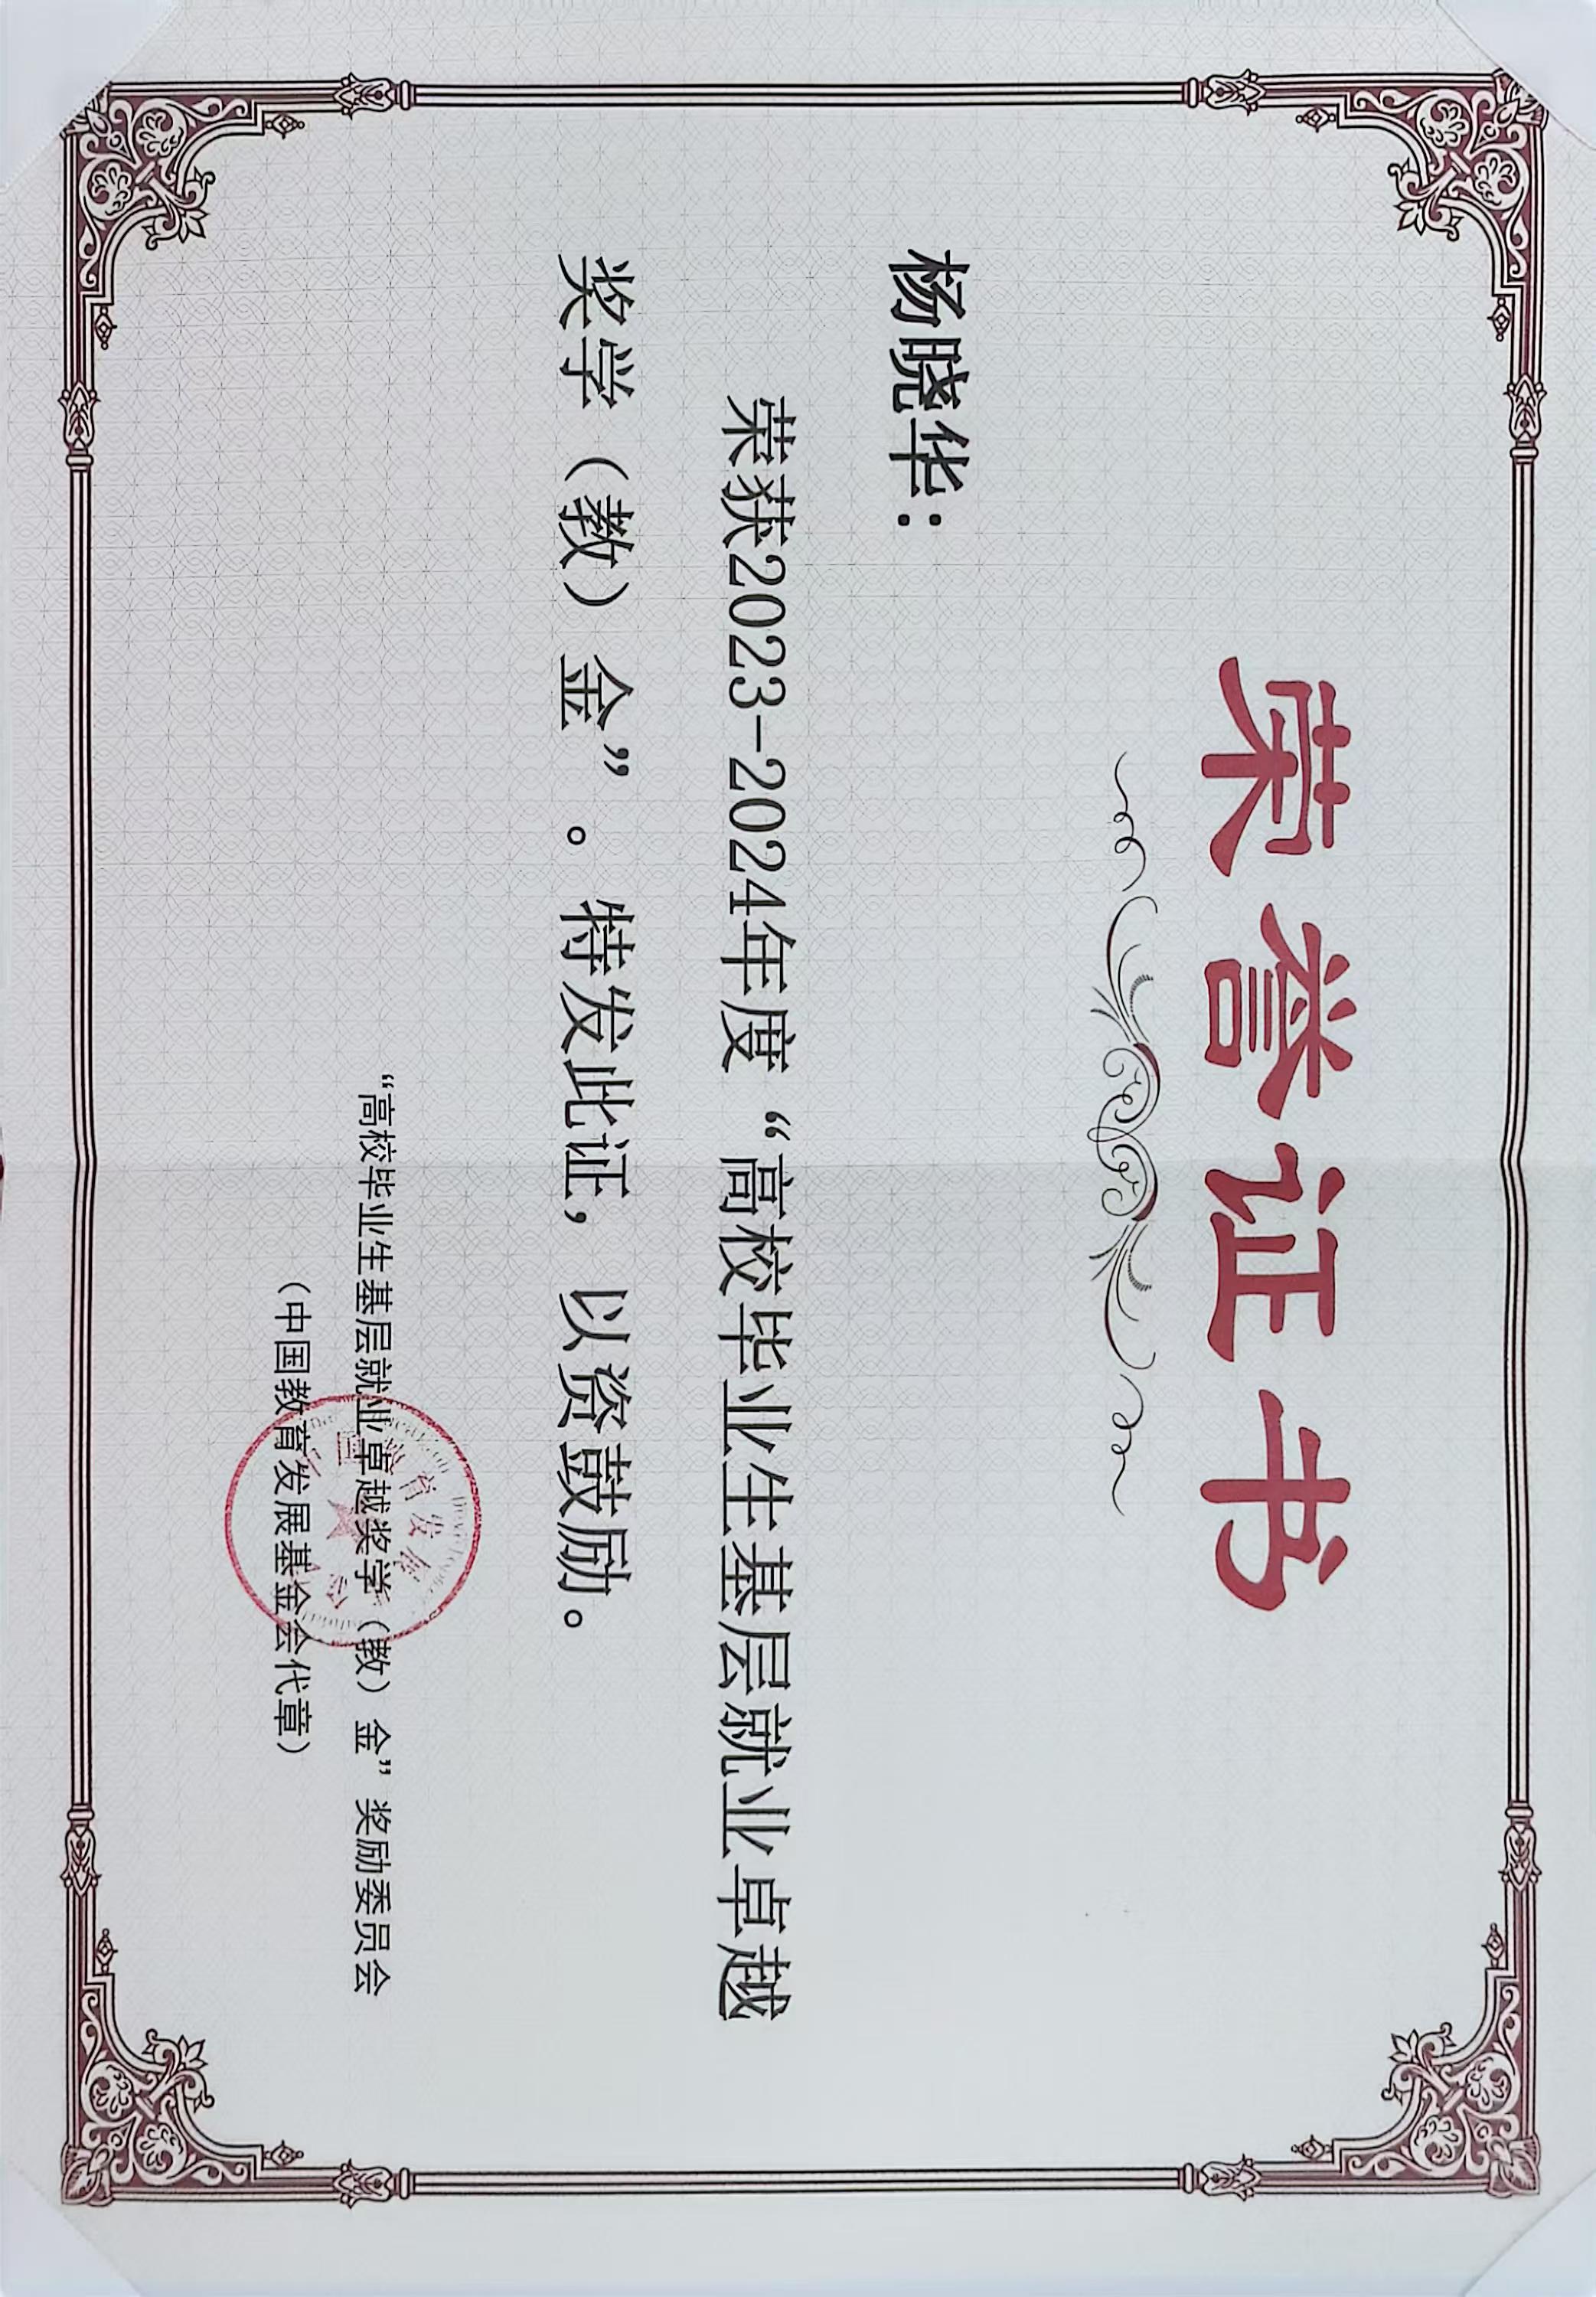 荣誉证书
杨晓华：
荣获2023-2024年度“高校毕业生基层就业卓越
奖学（教）金”。特发此证，以资鼓励。
“高校毕业生基层就业卓越奖学（教）金”奖励委员会
（中国教育发展基金会代章）